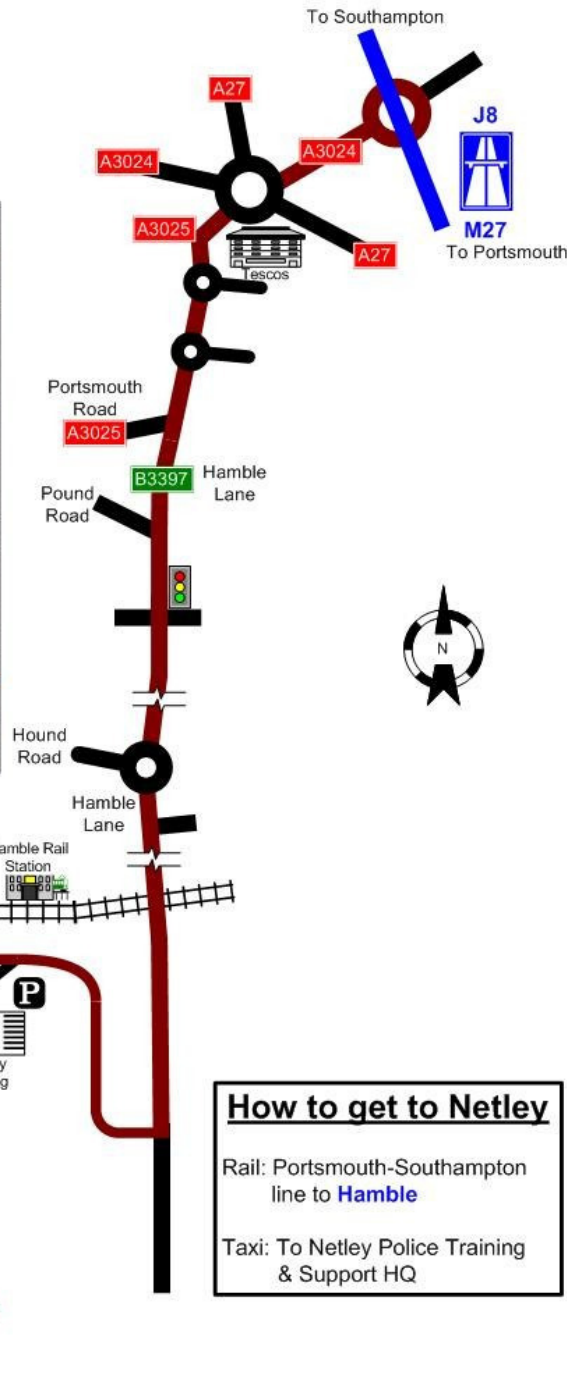 To Southampton
A27
J8
A3024
A3024
A3025
M27
A27
To Portsmouth
Tescos
Portsmouth
Road
A3025
B3397
Hamble
Lane
Pound
Road
N
Hound
Road
Hamble
Lane
amble Rail
Station
P
y
g
How to get to Netley
Rail: Portsmouth-Southampton
line to Hamble
Taxi: To Netley Police Training
& Support HQ